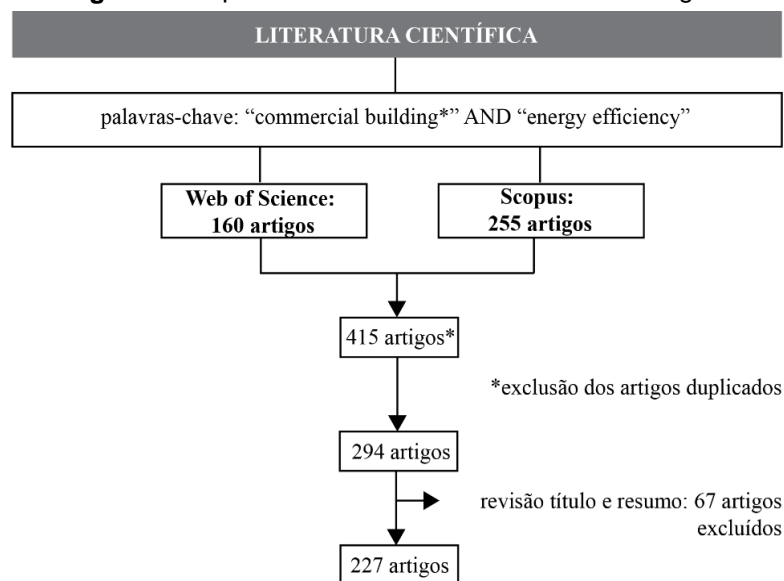 LITERATURA CIENTÍFICA
palavras-chave: “commercial building*” AND “energy efficiency”
Web of Science:
160 artigos
Scopus:
255 artigos
415 artigos*
*exclusão dos artigos duplicados
294 artigos
revisão título e resumo: 67 artigos
excluídos
227 artigos